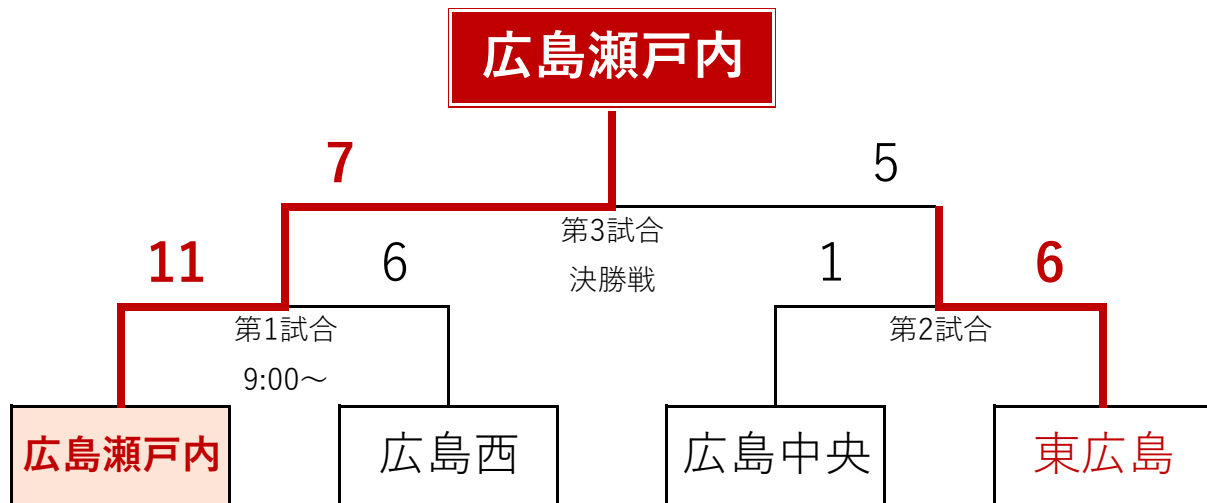 広島瀬戸内
7
5
第3試合
決勝戦
11
6
1
6
第1試合
9:00～
第2試合
広島瀬戸内
広島西
広島中央
東広島